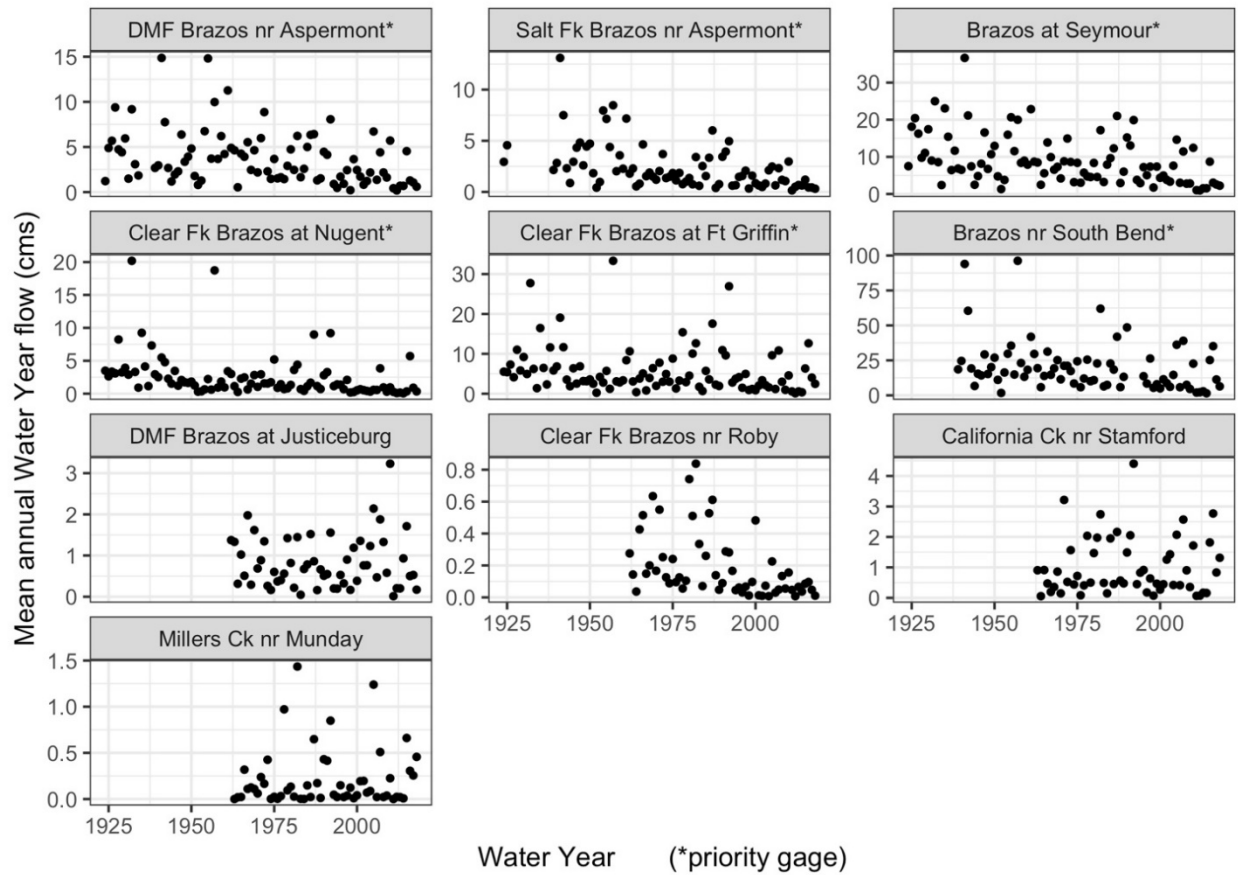 Mean annual Water Year flow (cms)
DMF Brazos nr Aspermont*
15
10
5
0
Salt Fk Brazos nr Aspermont*
10
5
0
Brazos at Seymour*
30
20
10
0
Clear Fk Brazos at Nugent*
20
15
10
5
0
Clear Fk Brazos at Ft Griffin*
30
20
10
0
Brazos nr South Bend*
100
75
50
25
0
DMF Brazos at Justiceburg
3
2
1
0
Clear Fk Brazos nr Roby
0.8
0.6
0.4
0.2
0.0
1925 1950 1975 2000
California Ck nr Stamford
4
3
2
1
0
1925 1950 1975 2000
Millers Ck nr Munday
1.5
1.0
0.5
0.0
1925 1950 1975 2000
Water Year (*priority gage)